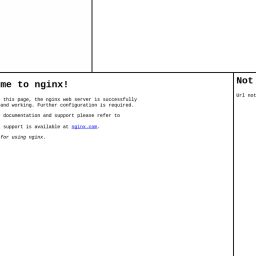 me to nginx!
this page, the nginx web server is successfully
and working. Further configuration is required.
documentation and support please refer to
support is available at nginx.com.
for using nginx.
Not
Url not